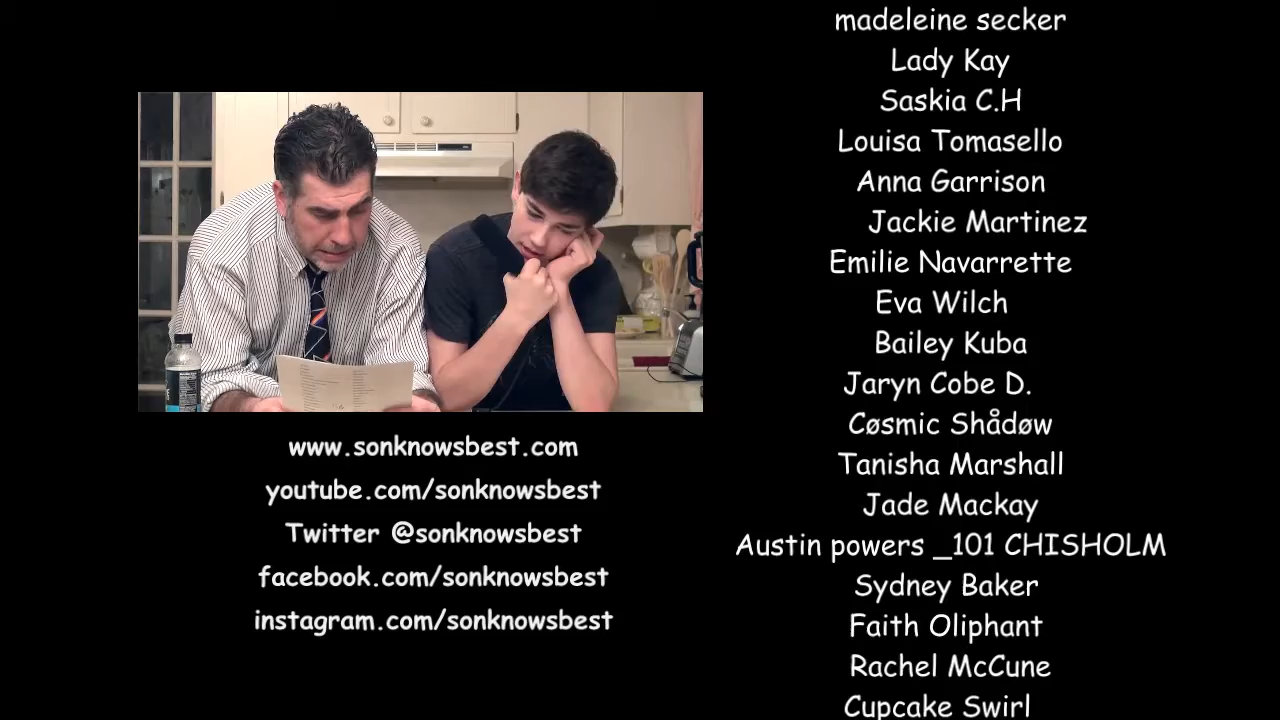 www.sonknowsbest.com
youtube.com/sonknowsbest
Twitter @sonknowsbest
facebook.com/sonknowsbest
instagram.com/sonknowsbest
madeleine secker
Lady Kay
Saskia C.H
Louisa Tomasello
Anna Garrison
Jackie Martinez
Emilie Navarrette
Eva Wilch
Bailey Kuba
Jaryn Cobe D.
Cøsmic Shådøw
Tanisha Marshall
Jade Mackay
Austin powers _101 CHISHOLM
Sydney Baker
Faith Oliphant
Rachel McCune
Cupcake Swirl